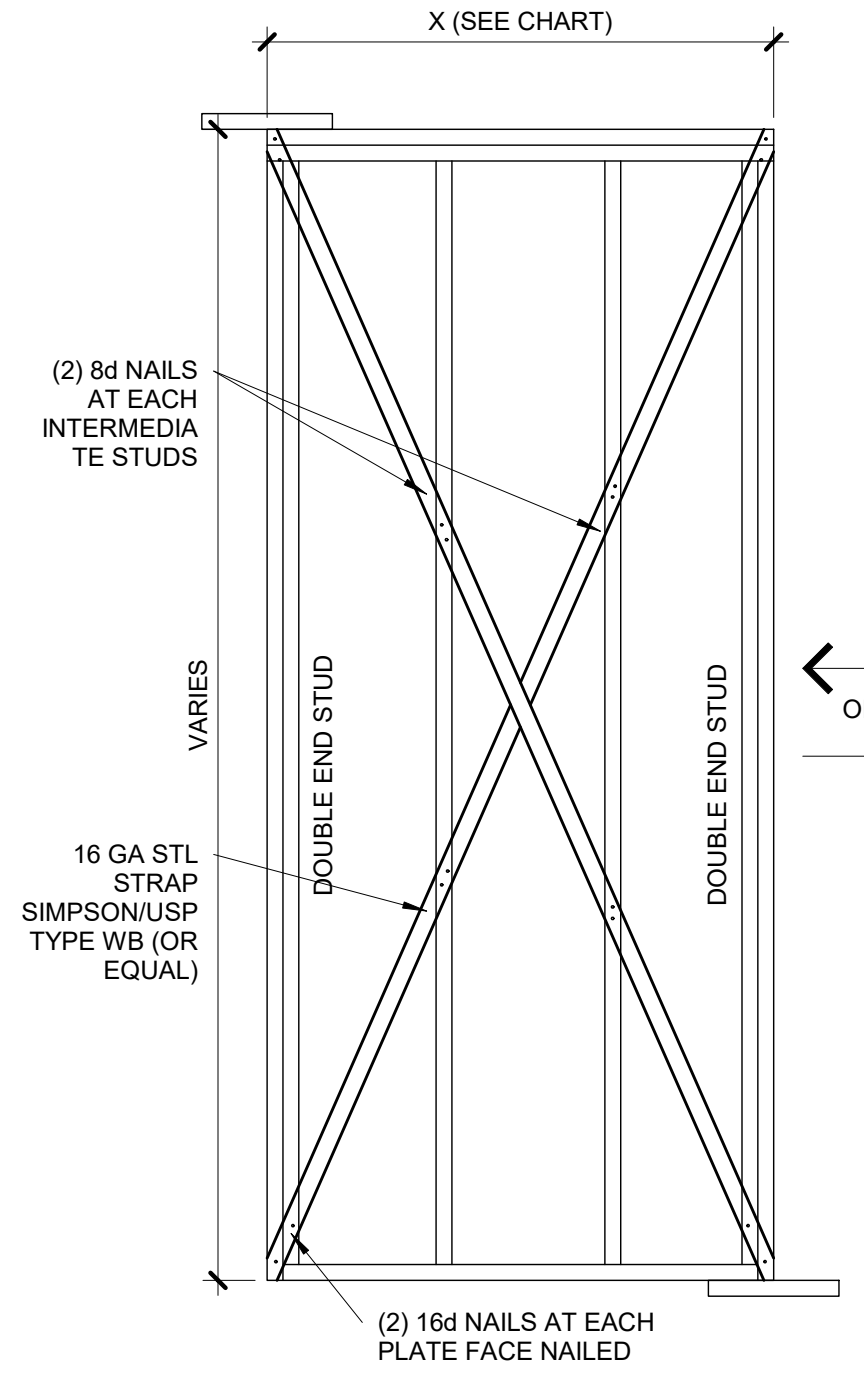 X (SEE CHART)
(2) 8d NAILS
AT EACH
INTERMEDIA
TE STUDS
VARIES
DOUBLE END STUD
DOUBLE END STUD
O
16 GA STL
STRAP
SIMPSON/USP
TYPE WB (OR
EQUAL)
(2) 16d NAILS AT EACH
PLATE FACE NAILED